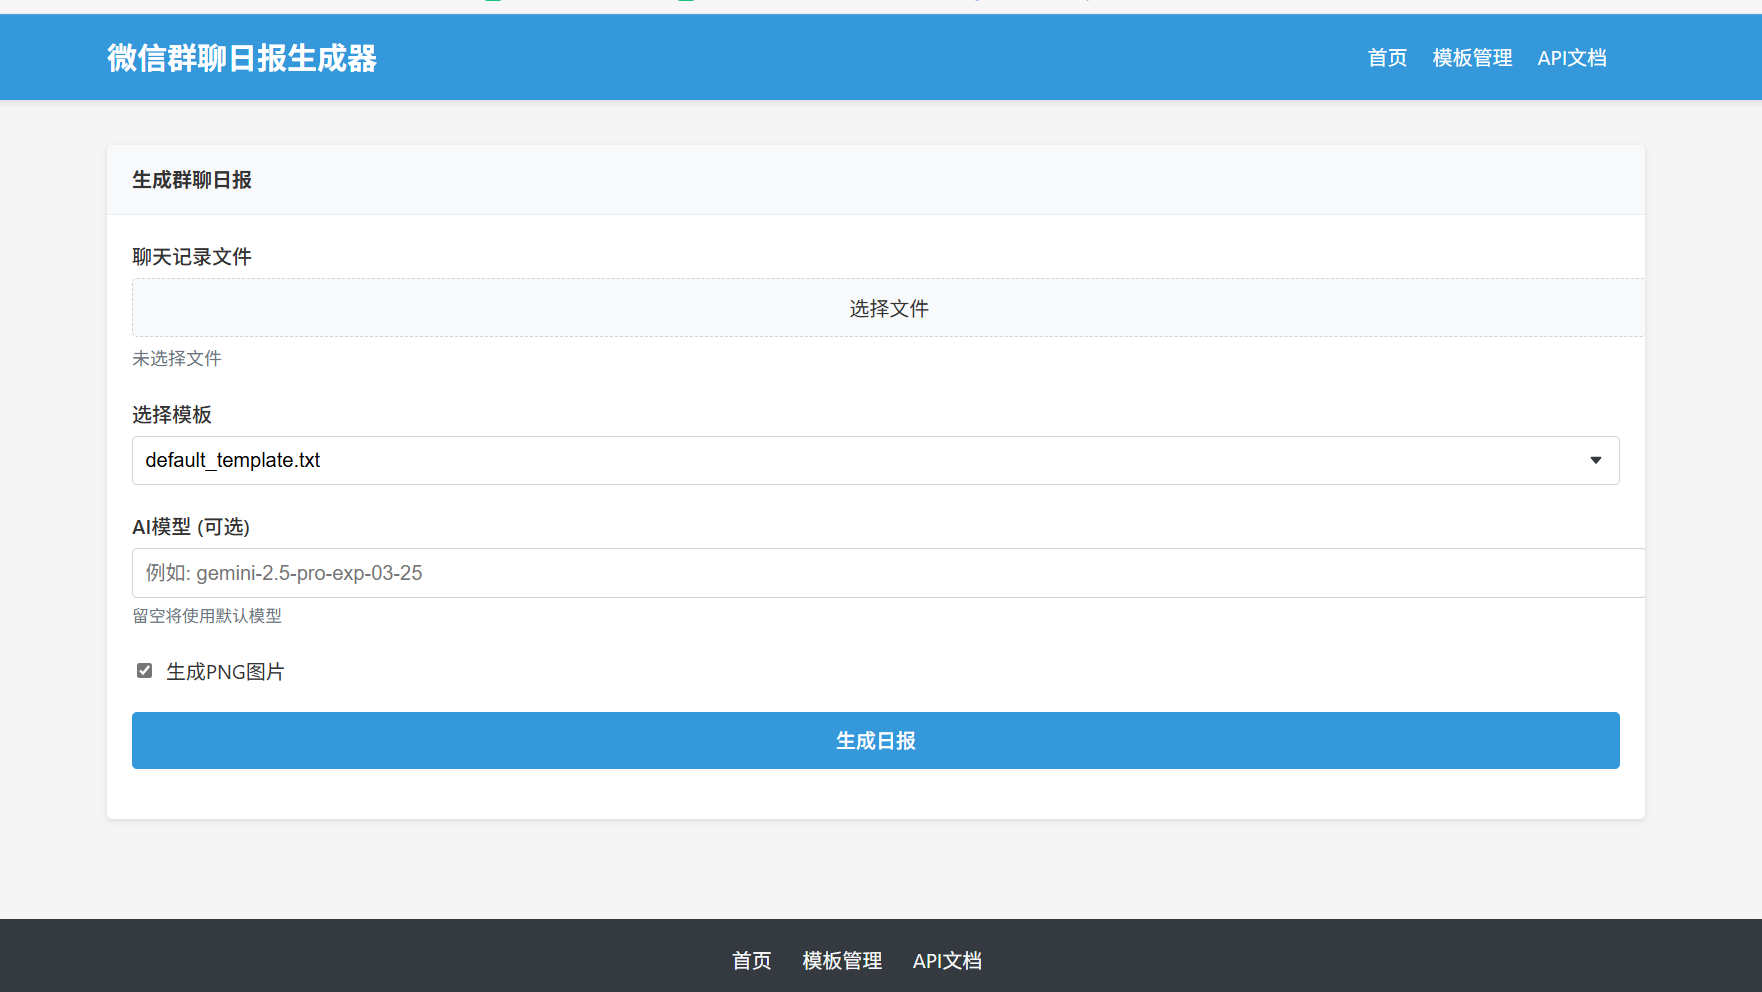 微信群聊日报生成器
首页 模板管理 API文档
生成群聊日报
聊天记录文件
选择文件
未选择文件
选择模板
default_template.txt
AI模型 (可选)
例如: gemini-2.5-pro-exp-03-25
留空将使用默认模型
生成PNG图片
生成日报
首页 模板管理 API文档